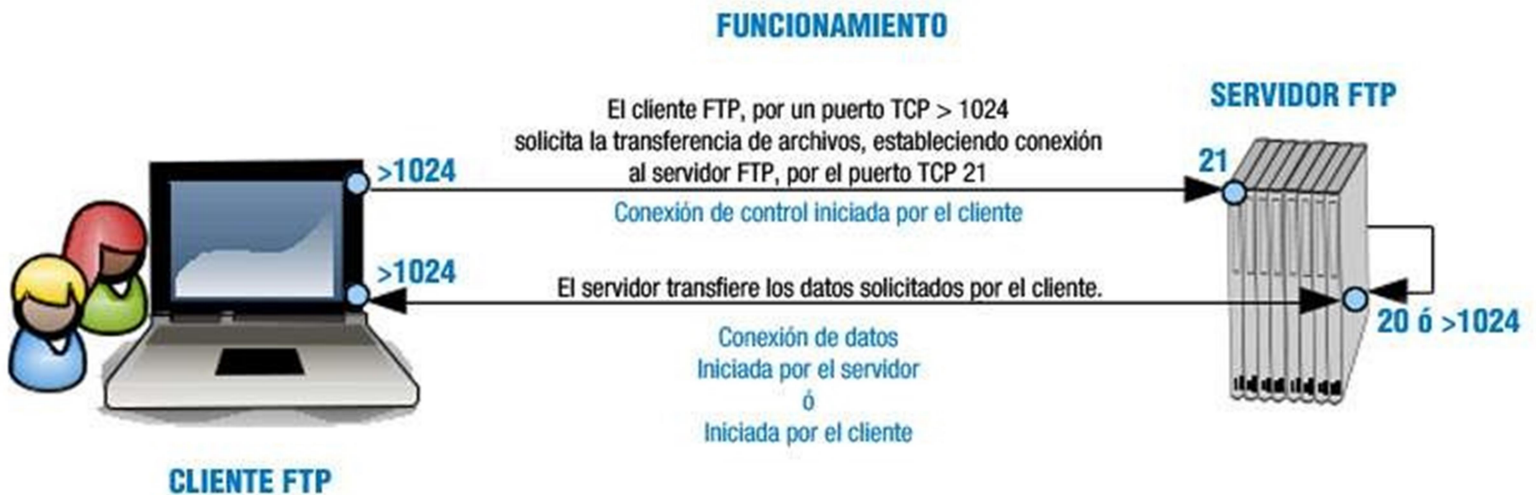 FUNCIONAMIENTO
SERVIDOR FTP
El cliente FTP, por un puerto TCP > 1024
solicita la transferencia de archivos, estableciendo conexión
al servidor FTP, por el puerto TCP 21
>1024
21
Conexión de control iniciada por el cliente
>1024
El servidor transfiere los datos solicitados por el cliente.
20 ó >1024
Conexión de datos
Iniciada por el servidor
ó
Iniciada por el cliente
CLIENTE FTP